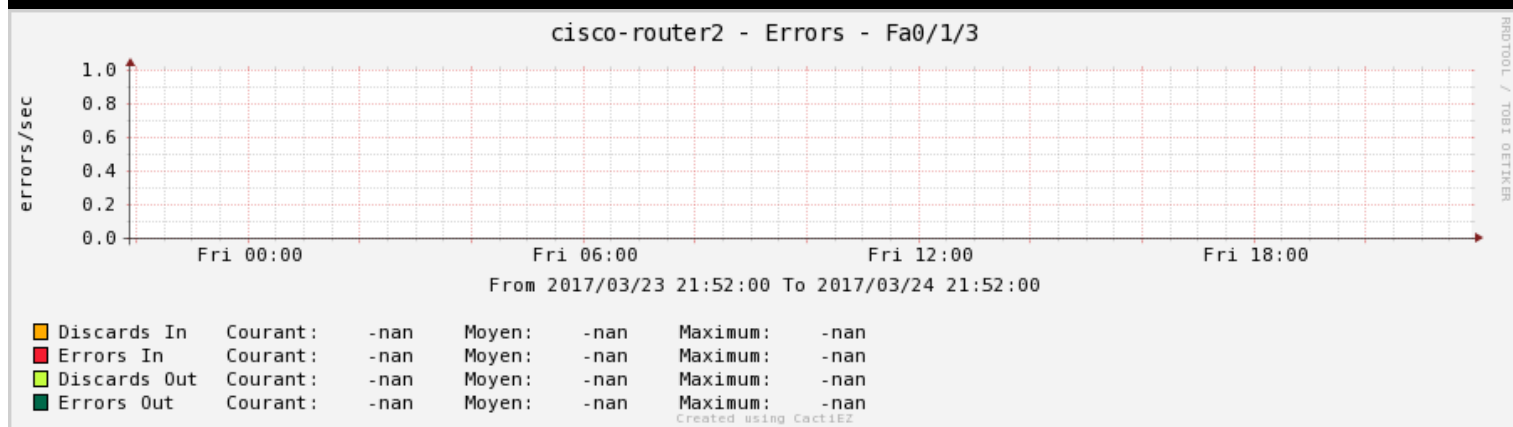 cisco-router2 - Errors - Fa0/1/3
RRDTOOL / TOBI OETIKER
errors/sec
1.0
0.8
0.6
0.4
0.2
0.0
Fri 00:00 Fri 06:00 Fri 12:00 Fri 18:00
From 2017/03/23 21:52:00 To 2017/03/24 21:52:00
Discards In Courant: -nan Moyen: -nan Maximum: -nan
Errors In Courant: -nan Moyen: -nan Maximum: -nan
Discards Out Courant: -nan Moyen: -nan Maximum: -nan
Errors Out Courant: -nan Moyen: -nan Maximum: -nan
Created using CactiEZ